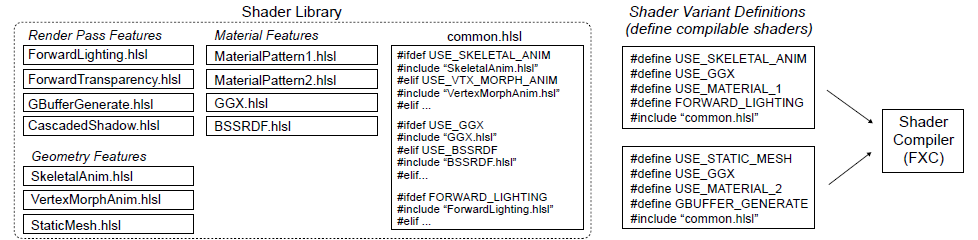 Shader Library
Render Pass Features
ForwardLighting.hlsl
ForwardTransparency.hlsl
GBufferGenerate.hlsl
CascadedShadow.hlsl
Geometry Features
SkeletalAnim.hlsl
VertexMorphAnim.hlsl
StaticMesh.hlsl
Material Features
MaterialPattern1.hlsl
MaterialPattern2.hlsl
GGX.hlsl
BSSRDF.hlsl
common.hlsl
#ifdef USE_SKELETAL_ANIM
#include “SkeletalAnim.hlsl”
#elif USE_VTX_MORPH_ANIM
#include “VertexMorphAnim.hsl”
#elif ...
#ifdef USE_GGX
#include “GGX.hlsl”
#elif USE_BSSRDF
#include “BSSRDF.hlsl”
#elif...
#ifdef FORWARD_LIGHTING
#include “ForwardLighting.hlsl”
#elif ...
Shader Variant Definitions
(define compilable shaders)
#define USE_SKELETAL_ANIM
#define USE_GGX
#define USE_MATERIAL_1
#define FORWARD_LIGHTING
#include “common.hlsl”
#define USE_STATIC_MESH
#define USE_GGX
#define USE_MATERIAL_2
#define GBUFFER_GENERATE
#include “common.hlsl”
Shader
Compiler
(FXC)